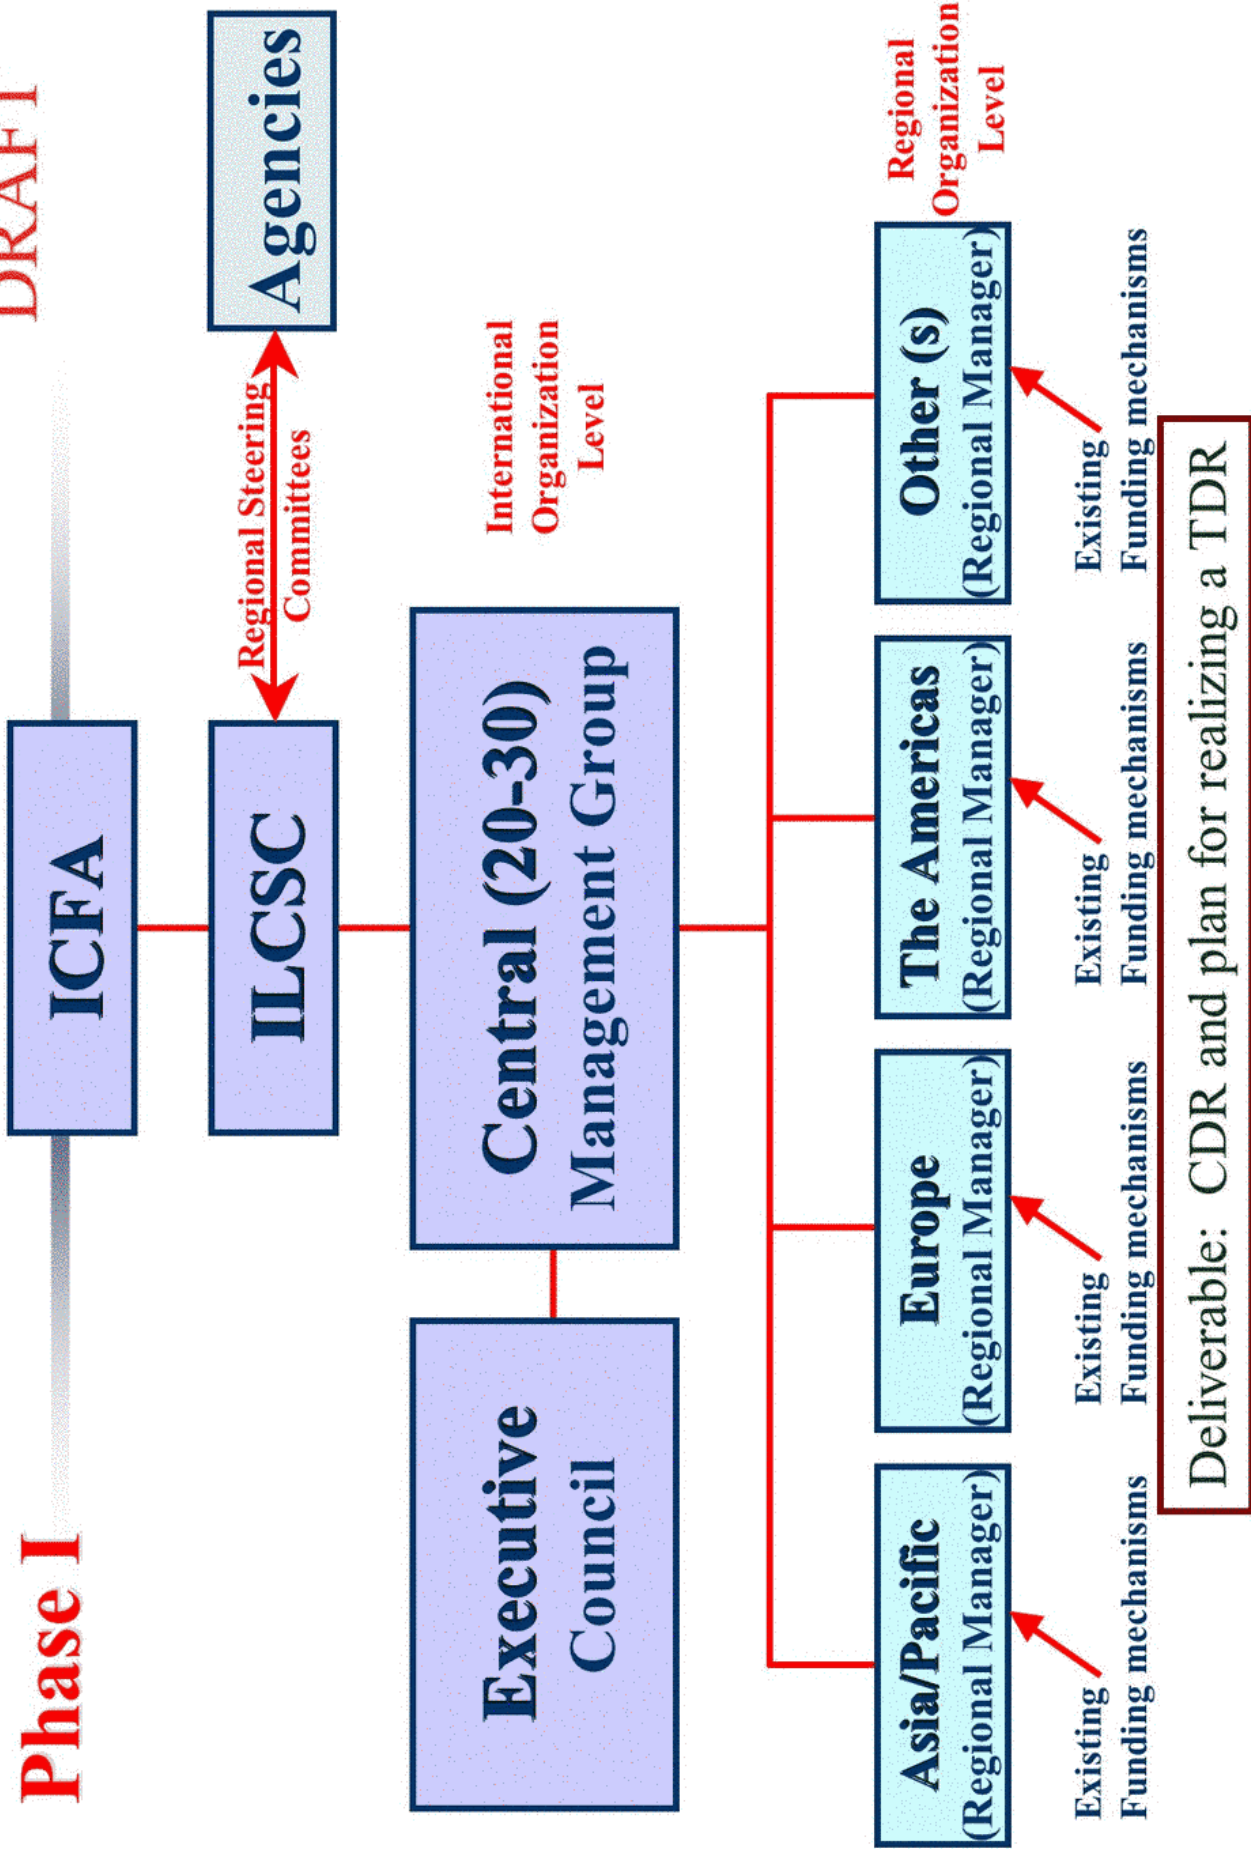 DRAFT
Phase I
ICFA
ILCSC
Regional Steering
Committees
Agencies
Executive
Council
Central (20-30)
Management Group
International
Organization
Level
Asia/Pacific
(Regional Manager)
Europe
(Regional Manager)
The Americas
(Regional Manager)
Other (s)
(Regional Manager)
Regional
Organization
Level
Existing
Funding mechanisms
Existing
Funding mechanisms
Existing
Funding mechanisms
Existing
Funding mechanisms
Deliverable: CDR and plan for realizing a TDR